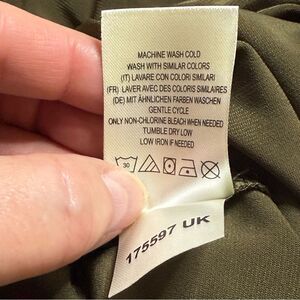 MACHINE WASH COLD
WASH WITH SIMILAR COLORS
(IT) LAVARE CON COLORI SIMILARI
(FR) LAVER AVEC DES COLORIS SIMILAIRES
(DE) MIT ÄHNLICHEN FARBEN WASCHEN
GENTLE CYCLE
ONLY NON-CHLORINE BLEACH WHEN NEEDED
TUMBLE DRY LOW
LOW IRON IF NEEDED
30
175597 UK